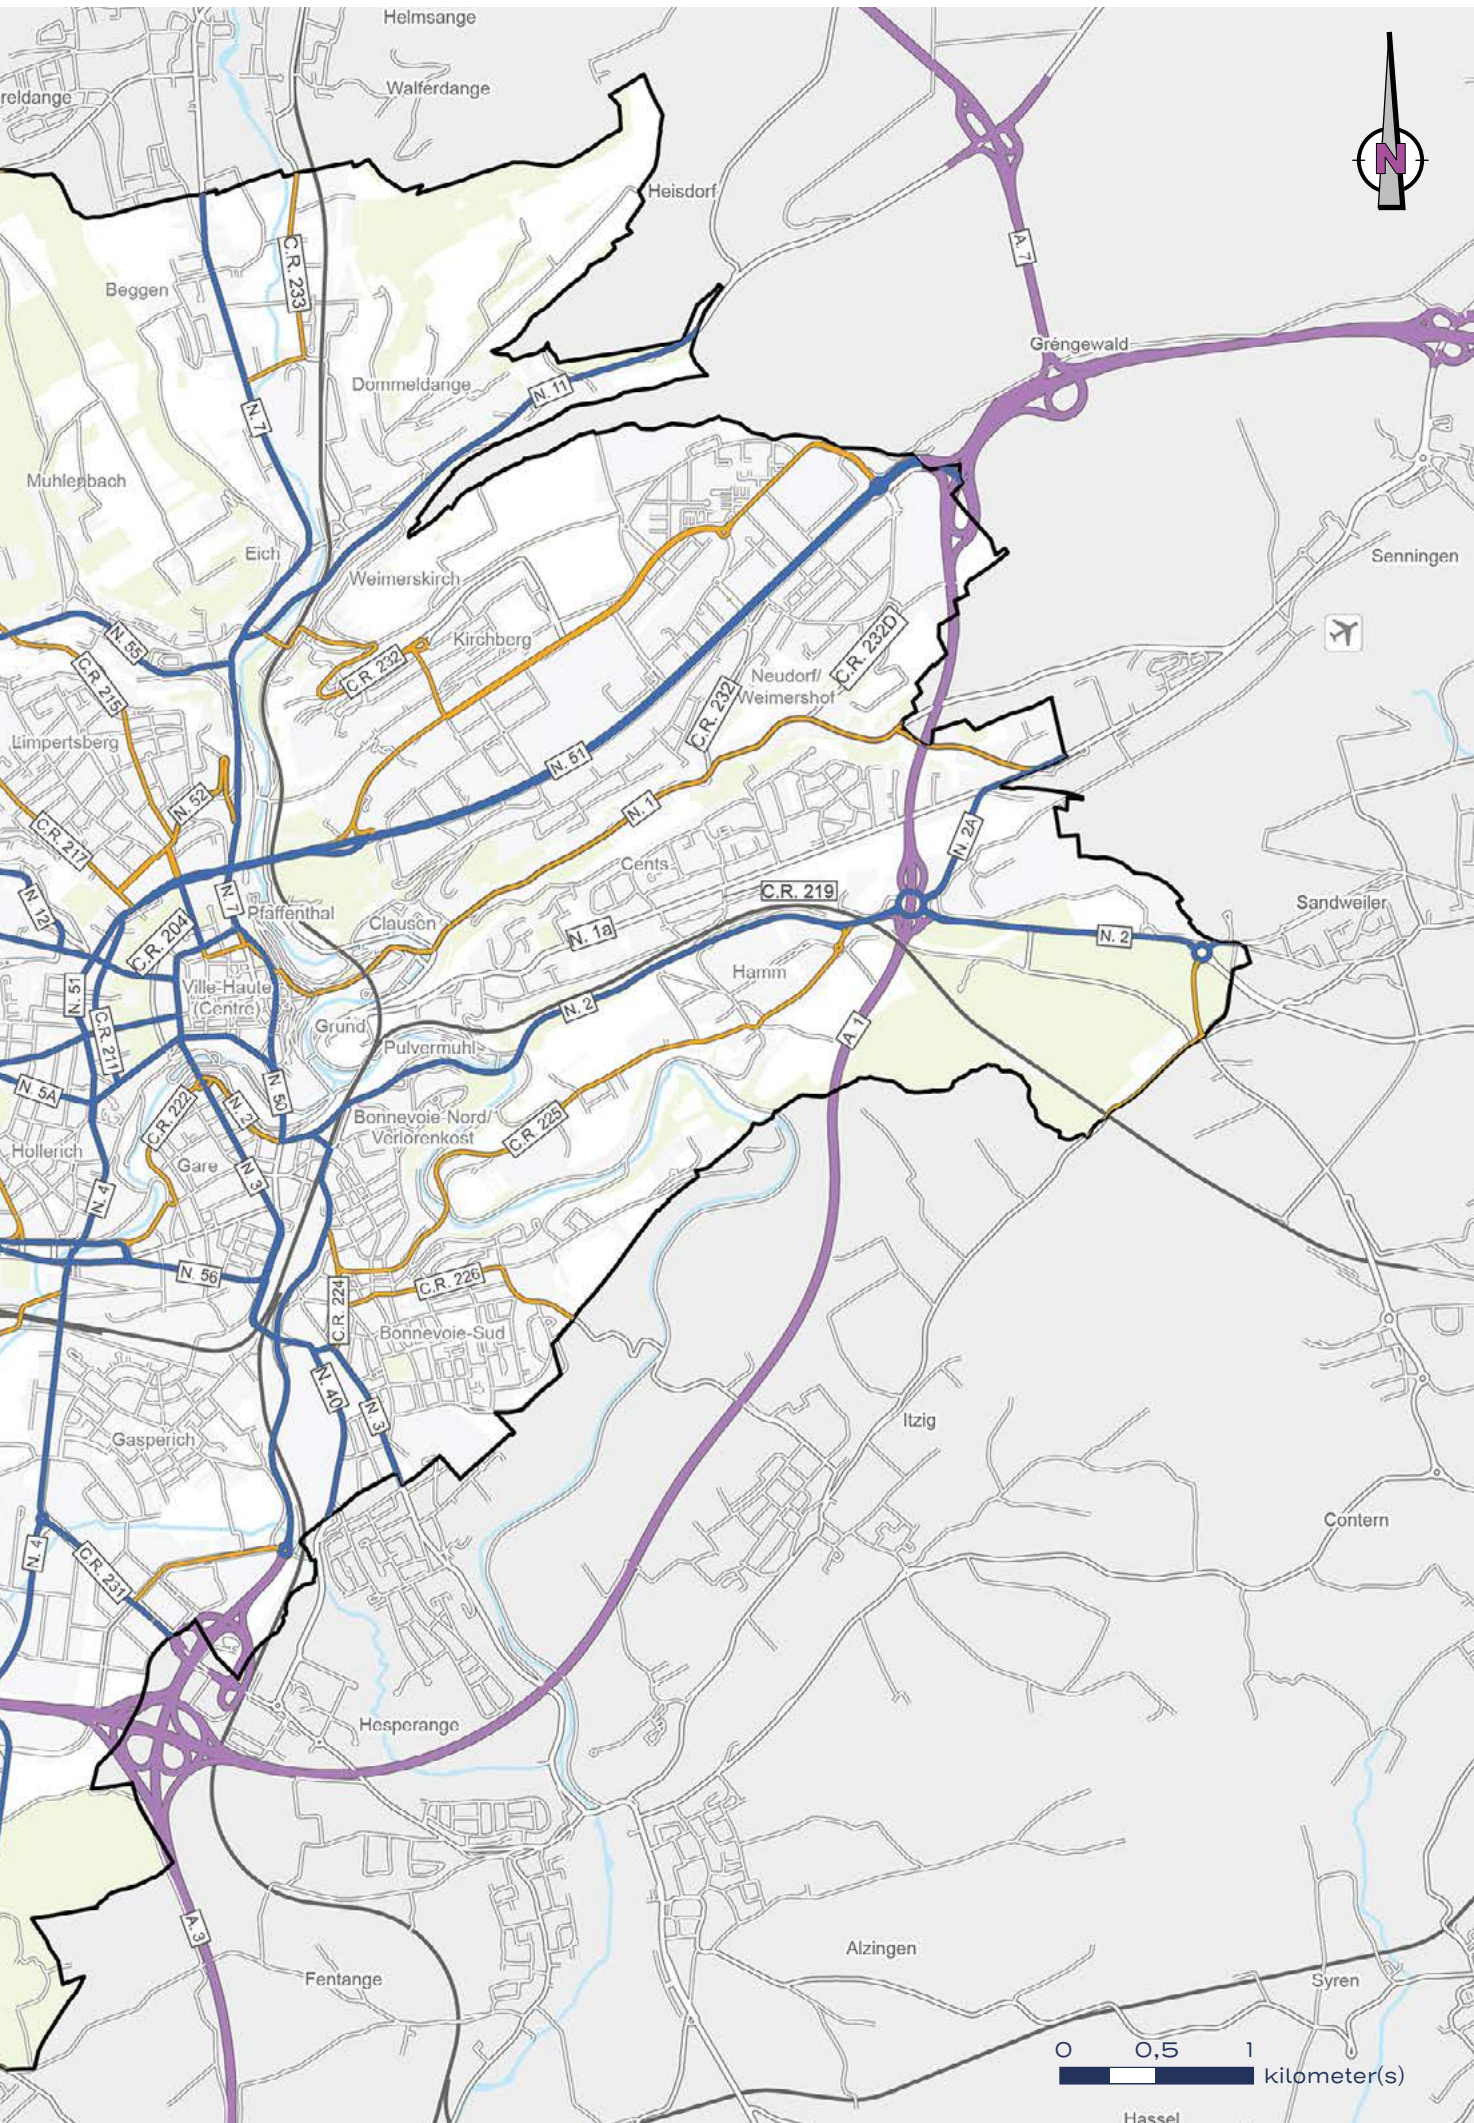 Helmsange
Walferdange
reldange
N
Heisdorf
A. 7
C.R. 233
Beggen
Grengewald
Dommeldange
N. 11
N. 7
Muhlenbach
Eich
Senningen
Weimerskirch
N. 55
Kirchberg
C.R. 232
C.R. 232D
C.R. 215
Neudorf/
Weimershof
C.R. 232
Limpertsberg
N. 51
N. 52
N. 1
C.R. 217
N. 2A
Cents
C.R. 219
N. 12
N. 7
Pfaffenthal
Clausen
Sandweiler
C.R. 204
N. 1a
N. 2
Hamm
N. 51
Ville-Haute
(Centre)
N. 2
Grund
A. 1
C.R. 211
Pulvermuhl
N. 5A
N. 50
C.R. 222
N. 2
Bonnevoie-Nord/
Verlorenkost
C.R. 225
Hollerich
Gare
N. 3
N. 4
N. 56
C.R. 226
C.R. 224
Bonnevoie-Sud
N. 40
N. 3
Itzig
Gasperich
Contern
N. 4
C.R. 231
Hesperange
A. 3
Alzingen
Fentange
Syren
0 0,5 1
kilometer(s)
Hassel